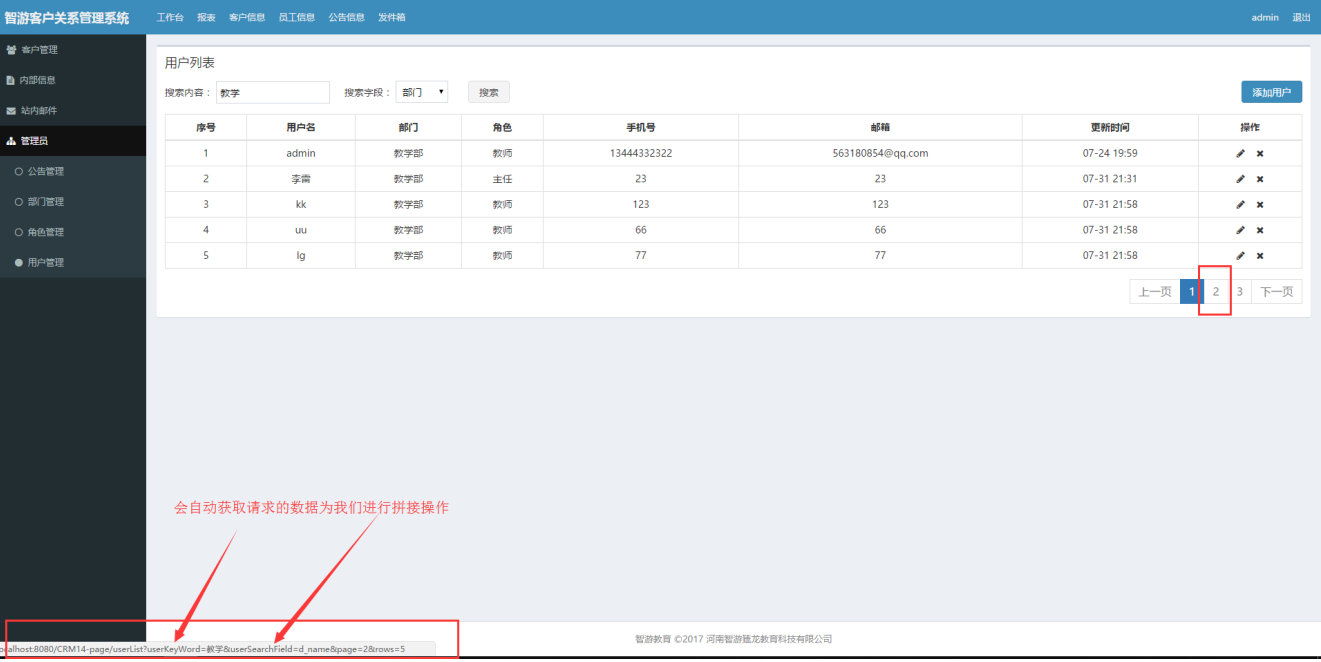 智游客户关系管理系统 工作台 报表 客户信息 员工信息 公告信息 发件箱 admin 退出
客户管理
内部信息
站内邮件
管理员
公告管理
部门管理
角色管理
用户管理
用户列表
搜索内容： 教学 搜索字段： 部门 搜索 添加用户
序号 用户名 部门 角色 手机号 邮箱 更新时间 操作
1 admin 教学部 教师 13444332322 563180854@qq.com 07-24 19:59
2 李雷 教学部 主任 23 23 07-31 21:31
3 kk 教学部 教师 123 123 07-31 21:58
4 uu 教学部 教师 66 66 07-31 21:58
5 lg 教学部 教师 77 77 07-31 21:58
上一页 1 2 3 下一页
会自动获取请求的数据为我们进行拼接操作
智游教育 ©2017 河南智游臻龙教育科技有限公司
ocalhost:8080/CRM14-page/userList?userKeyWord=教学&userSearchField=d_name&page=2&rows=5